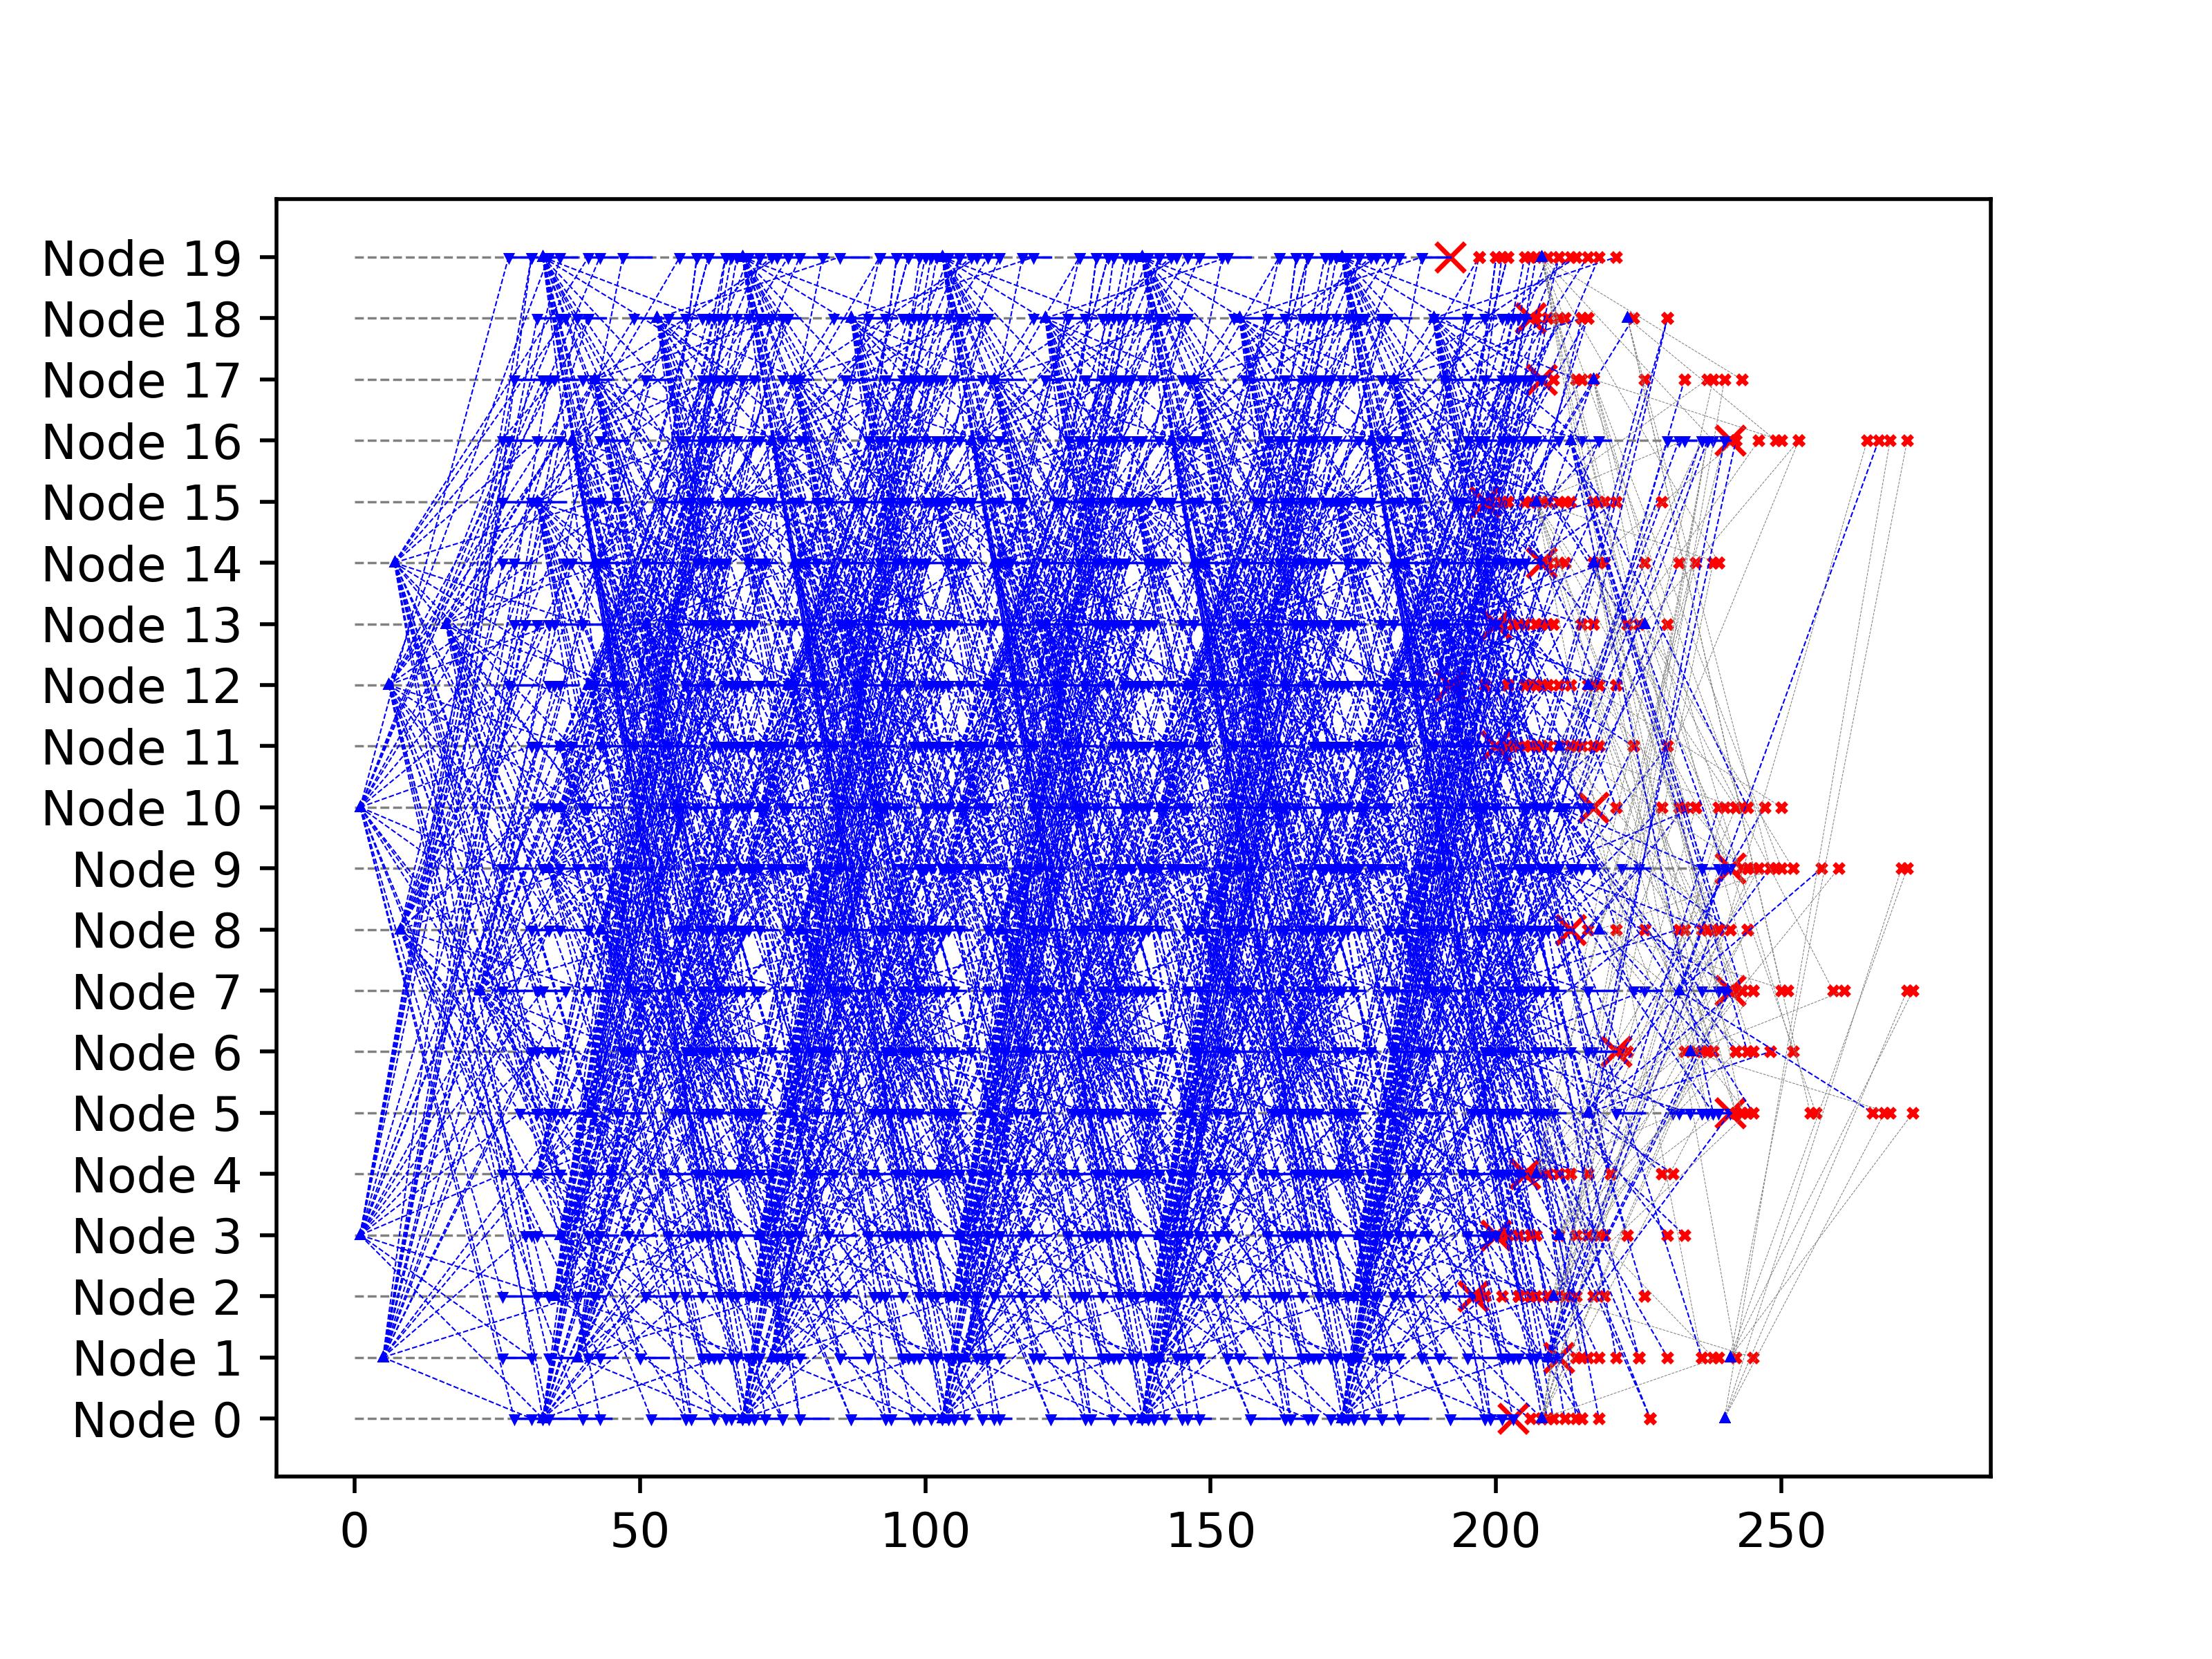 Node 19
Node 18
Node 17
Node 16
Node 15
Node 14
Node 13
Node 12
Node 11
Node 10
Node 9
Node 8
Node 7
Node 6
Node 5
Node 4
Node 3
Node 2
Node 1
Node 0
0 50 100 150 200 250